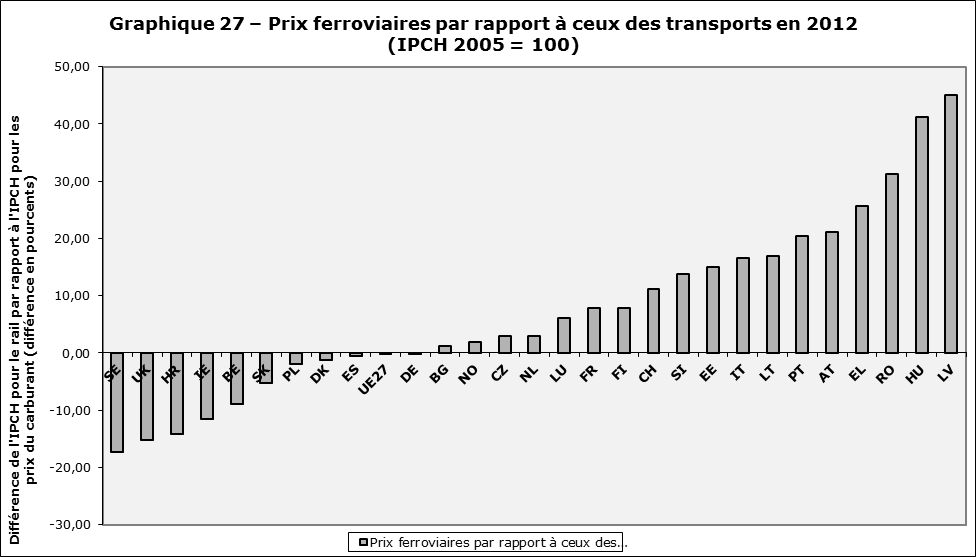 Graphique 27 – Prix ferroviaires par rapport à ceux des transports en 2012
(IPCH 2005 = 100)
Différence de l'IPCH pour le rail par rapport à l'IPCH pour les
prix du carburant (différence en pourcents)
50,00
40,00
30,00
20,00
10,00
0,00
-10,00
-20,00
-30,00
SE UK HR IE BE SK PL DK ES UE27 DE BG NO CZ NL LU FR FI CH SI EE IT LT PT AT EL RO HU LV
Prix ferroviaires par rapport à ceux des...